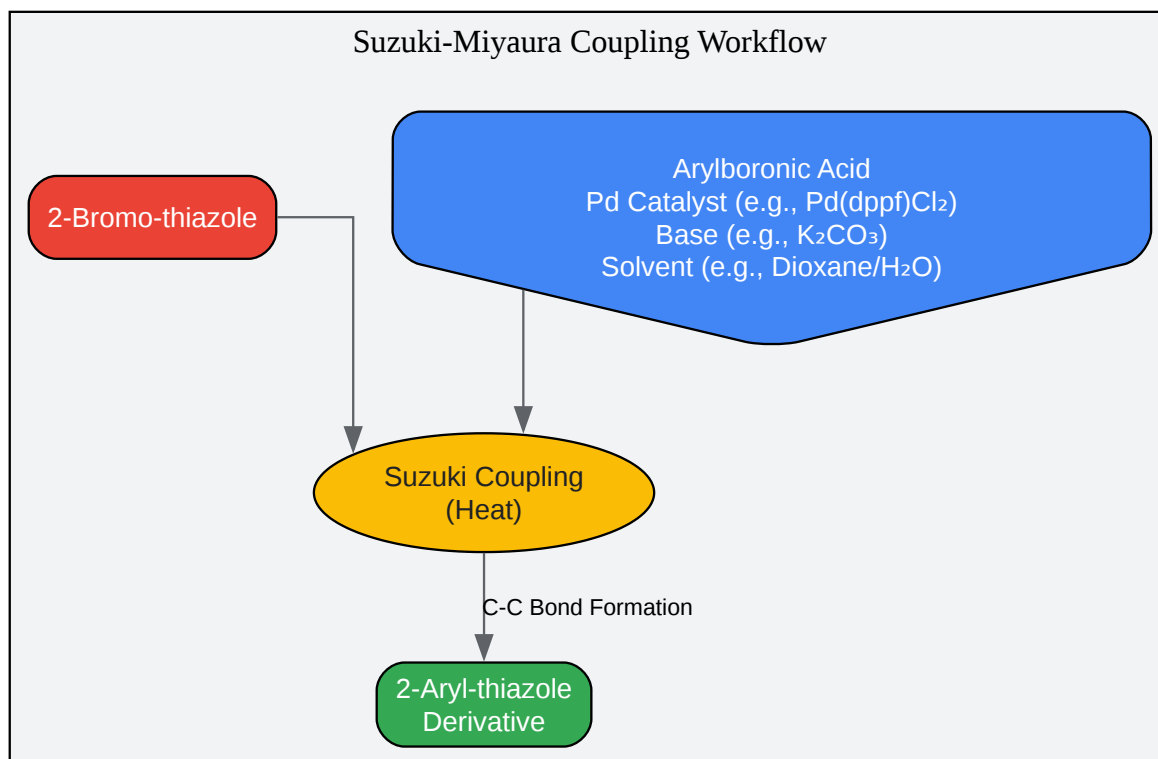 Suzuki-Miyaura Coupling Workflow
2-Bromo-thiazole
Arylboronic Acid
Pd Catalyst (e.g., Pd(dppf)Cl₂)
Base (e.g., K₂CO₃)
Solvent (e.g., Dioxane/H₂O)
Suzuki Coupling
(Heat)
C-C Bond Formation
2-Aryl-thiazole
Derivative